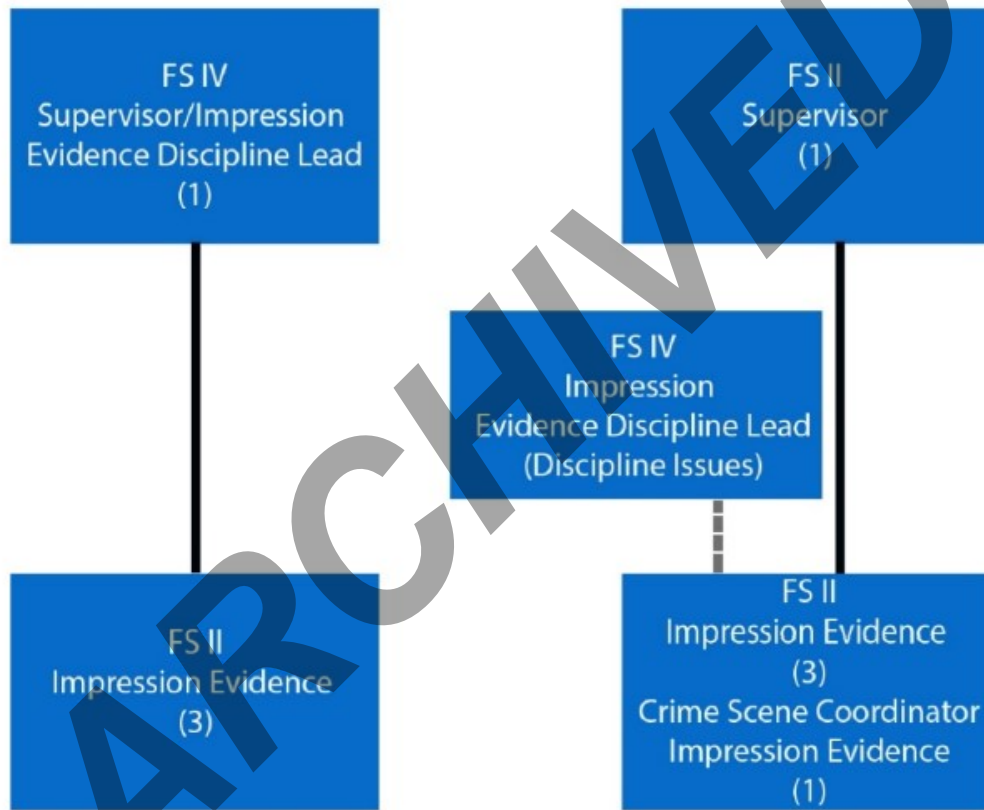 FS IV
Supervisor/Impression
Evidence Discipline Lead
(1)
FS II
Supervisor
(1)
FS IV
Impression
Evidence Discipline Lead
(Discipline Issues)
FS II
Impression Evidence
(3)
FS II
Impression Evidence
(3)
Crime Scene Coordinator
Impression Evidence
(1)
ARCHIVED